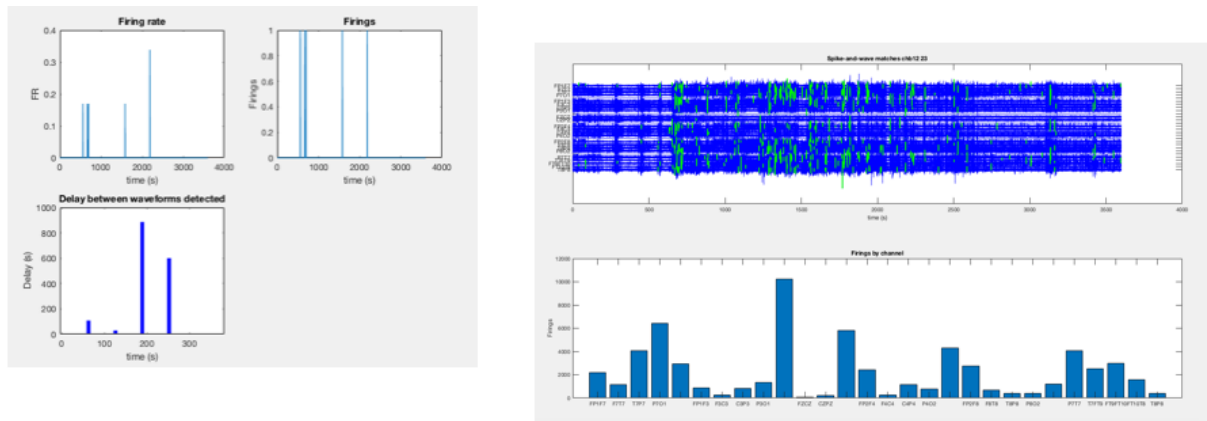 Firing rate
0.4
0.3
0.2
0.1
0
FR
0 1000 2000 3000 4000
time (s)
Firings
1
0.8
0.6
0.4
0.2
0
Firings
0 1000 2000 3000 4000
time (s)
Delay between waveforms detected
1000
800
600
400
200
0
Delay (s)
0 100 200 300
time (s)
Spike-and-wave matches chb12 23
0 500 1000 1500 2000 2500 3000 3500 4000
time (s)
Firings by channel
12000
10000
8000
6000
4000
2000
0
Firings
FP1F7 F7T7 T7P7 P7O1 FP1F3 F3C3 C3P3 P3O1 FZCZ CZPZ FP2F4 F4C4 C4P4 P4O2 FP2F8 F8T8 T8P8 P8O2 P7T7 T7FT9 FT9FT10 FT10T8 T8P8